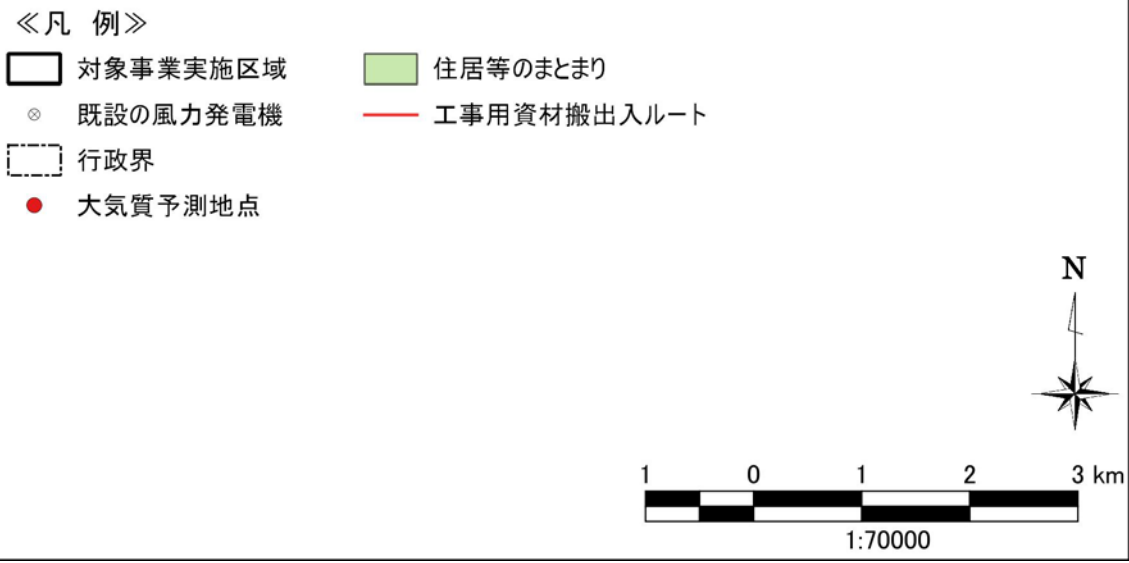 ≪凡 例≫
対象事業実施区域
既設の風力発電機
行政界
大気質予測地点
住居等のまとまり
工事用資材搬出入ルート
N
1 0 1 2 3 km
1:70000